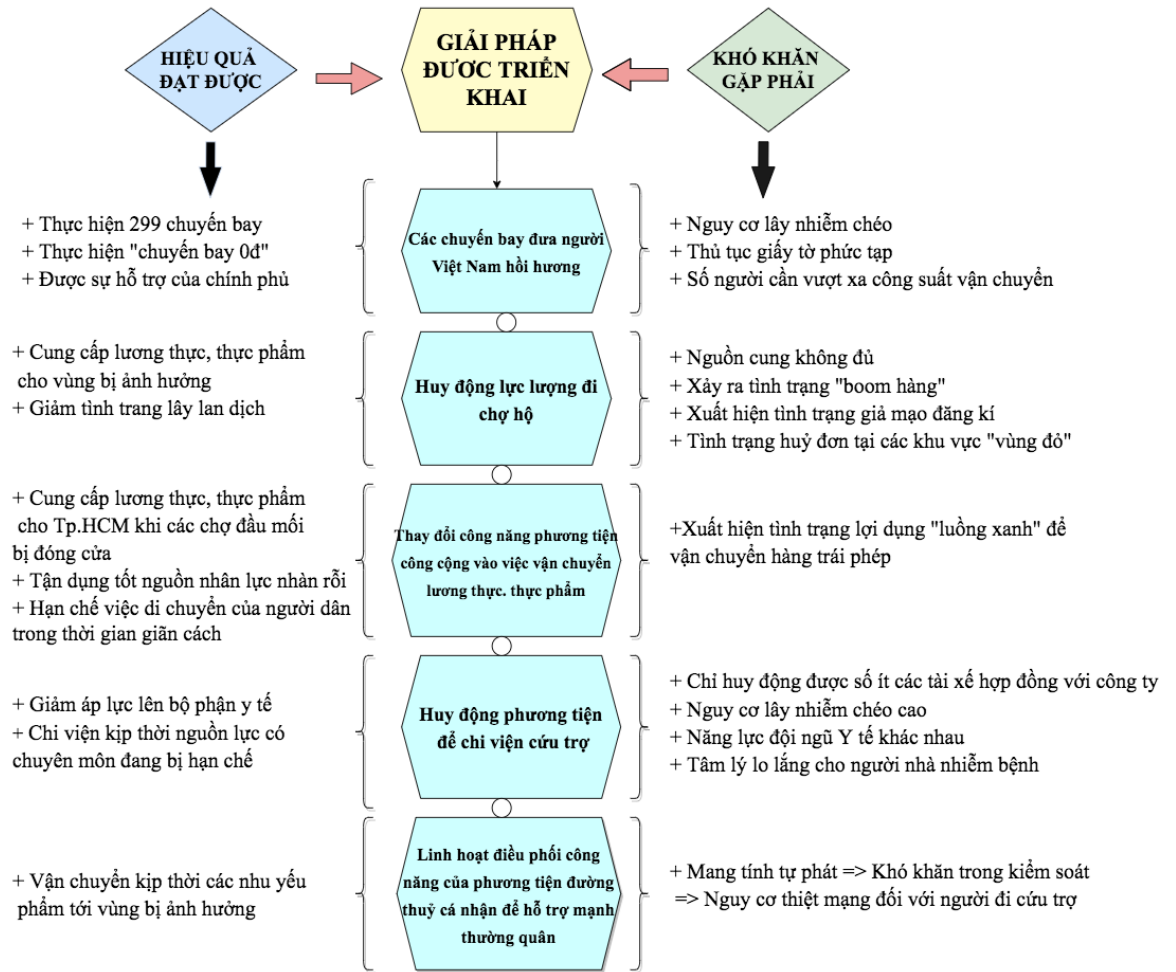 HIỆU QUẢ
ĐẠT ĐƯỢC
GIẢI PHÁP
ĐƯƠC TRIỂN
KHAI
KHÓ KHĂN
GẶP PHẢI
+ Thực hiện 299 chuyến bay
+ Thực hiện "chuyến bay 0đ"
+ Được sự hỗ trợ của chính phủ
Các chuyến bay đưa người
Việt Nam hồi hương
+ Nguy cơ lây nhiễm chéo
+ Thủ tục giấy tờ phức tạp
+ Số người cần vượt xa công suất vận chuyển
+ Cung cấp lương thực, thực phẩm
cho vùng bị ảnh hưởng
+ Giảm tình trang lây lan dịch
Huy động lực lượng đi
chợ hộ
+ Nguồn cung không đủ
+ Xảy ra tình trạng "boom hàng"
+ Xuất hiện tình trạng giả mạo đăng kí
+ Tình trạng huỷ đơn tại các khu vực "vùng đỏ"
+ Cung cấp lương thực, thực phẩm
cho Tp.HCM khi các chợ đầu mối
bị đóng cửa
+ Tận dụng tốt nguồn nhân lực nhàn rỗi
+ Hạn chế việc di chuyển của người dân
trong thời gian giãn cách
Thay đổi công năng phương tiện
công cộng vào việc vận chuyển
lương thực. thực phẩm
+Xuất hiện tình trạng lợi dụng "luồng xanh" để
vận chuyển hàng trái phép
+ Giảm áp lực lên bộ phận y tế
+ Chi viện kịp thời nguồn lực có
chuyên môn đang bị hạn chế
Huy động phương tiện
để chi viện cứu trợ
+ Chỉ huy động được số ít các tài xế hợp đồng với công ty
+ Nguy cơ lây nhiễm chéo cao
+ Năng lực đội ngũ Y tế khác nhau
+ Tâm lý lo lắng cho người nhà nhiễm bệnh
+ Vận chuyển kịp thời các nhu yếu
phẩm tới vùng bị ảnh hưởng
Linh hoạt điều phối công
năng của phương tiện đường
thuỷ cá nhận để hỗ trợ mạnh
thường quân
+ Mang tính tự phát => Khó khăn trong kiểm soát
=> Nguy cơ thiệt mạng đối với người đi cứu trợ